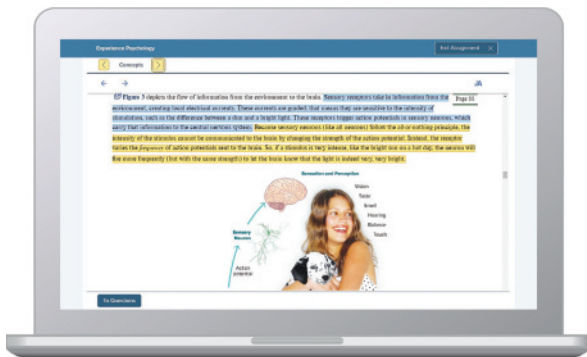 Experience Psychology
Exit Assignment X
Concepts
Figure 3 depicts the flow of information from the environment to the brain. Sensory receptors take in information from the
environment, creating local electrical currents. These currents are graded; that means they are sensitive to the intensity of
stimulation, such as the difference between a dim and a bright light. These receptors trigger action potentials in sensory neurons, which
carry that information to the central nervous system. Because sensory neurons (like all neurons) follow the all-or-nothing principle, the
intensity of the stimulus cannot be communicated to the brain by changing the strength of the action potential. Instead, the receptor
varies the frequency of action potentials sent to the brain. So, if a stimulus is very intense, like the bright sun on a hot day, the neuron will
fire more frequently (but with the same strength) to let the brain know that the light is indeed very, very bright.
Page
Sensation and Perception
Vision
Taste
Smell
Hearing
Balance
Touch
Sensory
Neurons
Action
potential
To Questions